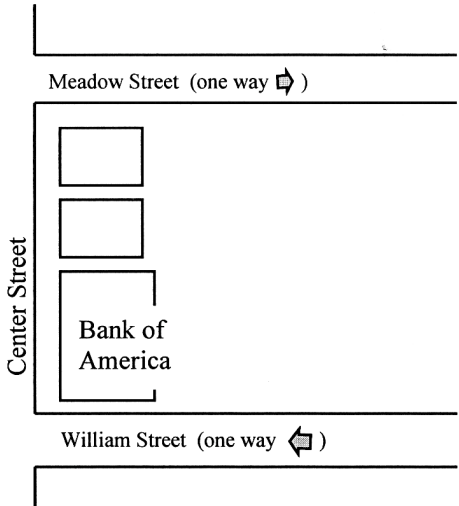 Meadow Street (one way )
Center Street
Bank of
America
William Street (one way )